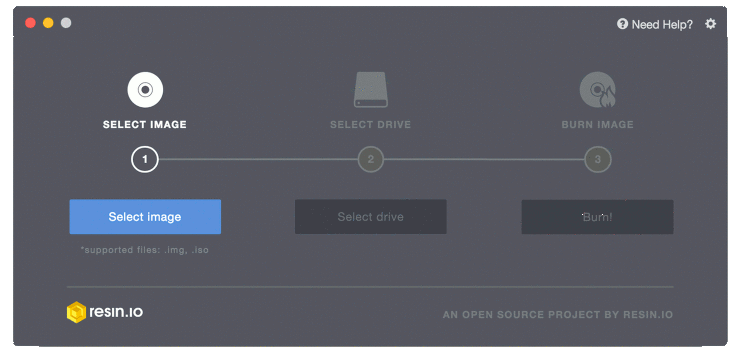 Need Help?
SELECT IMAGE
SELECT DRIVE
BURN IMAGE
1
2
3
Select image
Select drive
Burn!
*supported files: .img, .iso
resin.io
AN OPEN SOURCE PROJECT BY RESIN.IO